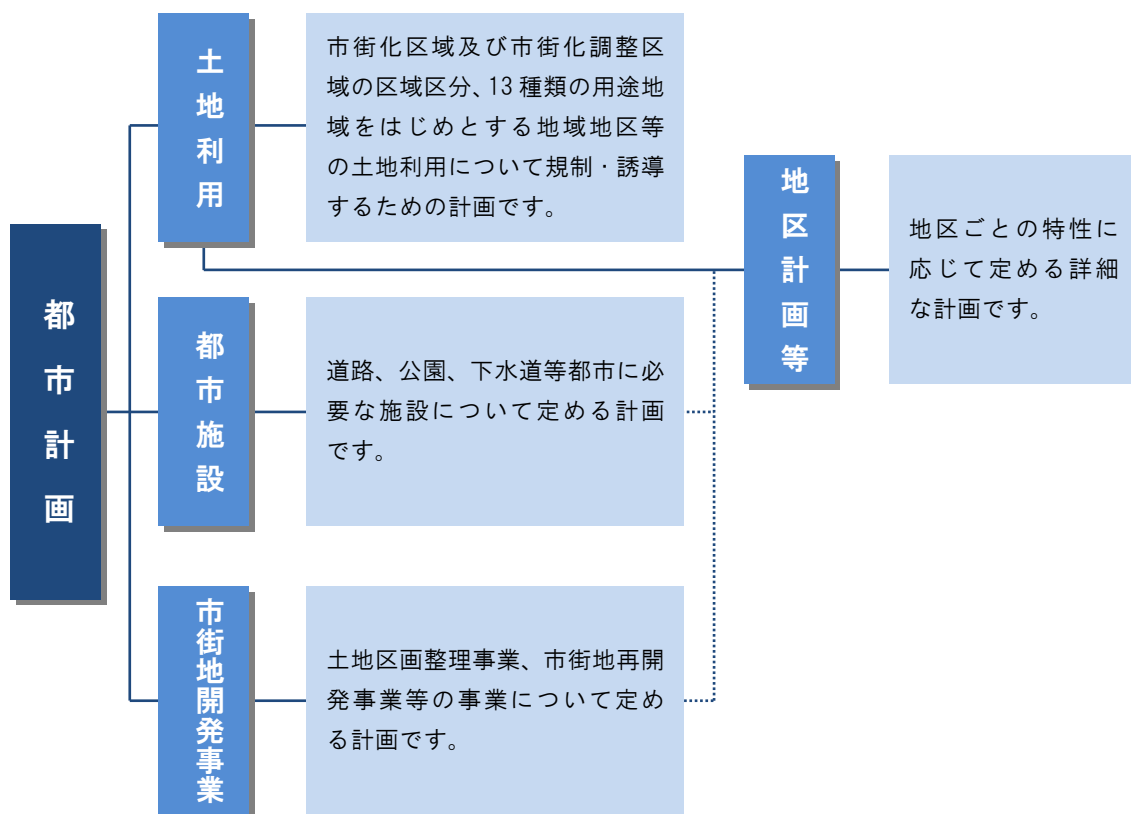 都市計画
土地利用
市街化区域及び市街化調整区
域の区域区分、13 種類の用途地
域をはじめとする地域地区等
の土地利用について規制・誘導
するための計画です。
都市施設
道路、公園、下水道等都市に必
要な施設について定める計画
です。
市街地開発事業
土地区画整理事業、市街地再開
発事業等の事業について定め
る計画です。
地区計画等
地区ごとの特性に
応じて定める詳細
な計画です。